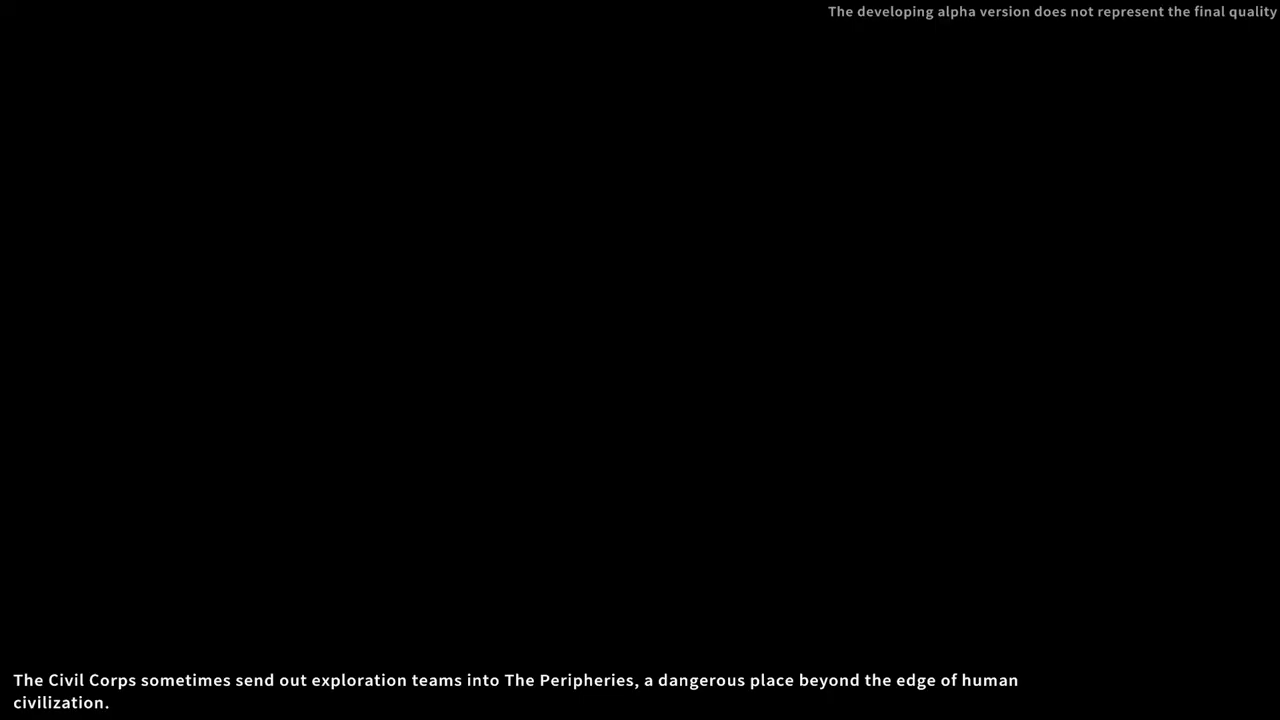 The developing alpha version does not represent the final quality
The Civil Corps sometimes send out exploration teams into The Peripheries, a dangerous place beyond the edge of human
civilization.